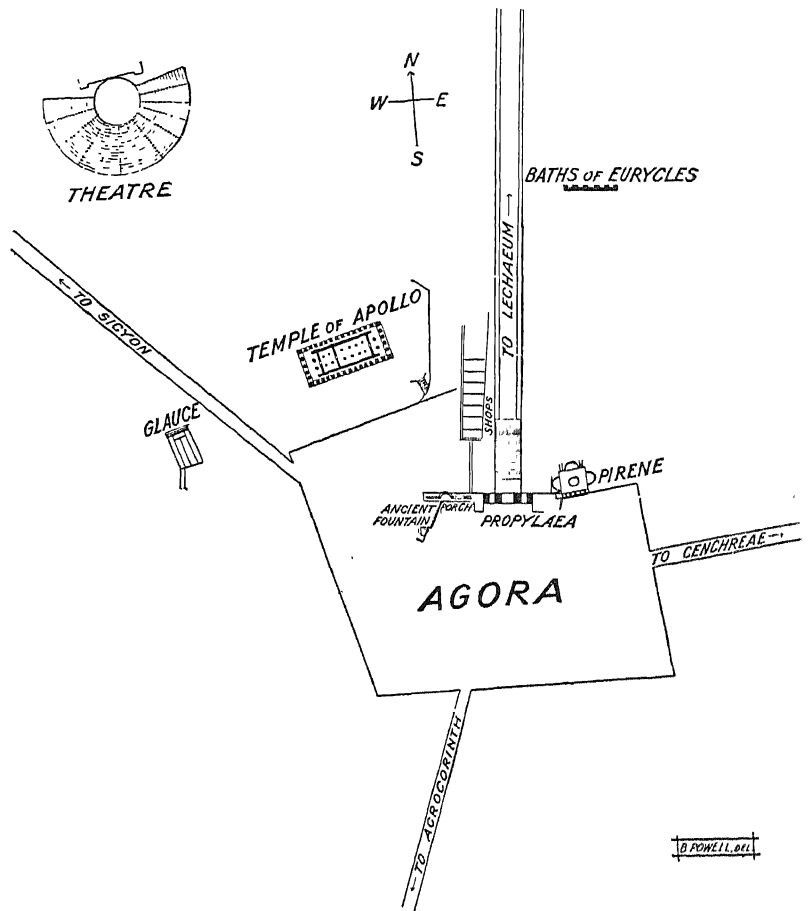 N
W E
S
THEATRE
BATHS OF EURYCLES
← TO SICYON
TO LECHAEUM →
TEMPLE OF APOLLO
GLAUCE
SHOPS
PIRENE
ANCIENT
FOUNTAIN
PORCH
PROPYLAEA
TO CENCHREAE →
AGORA
← TO ACROCORINTH
B POWELL, DEL.